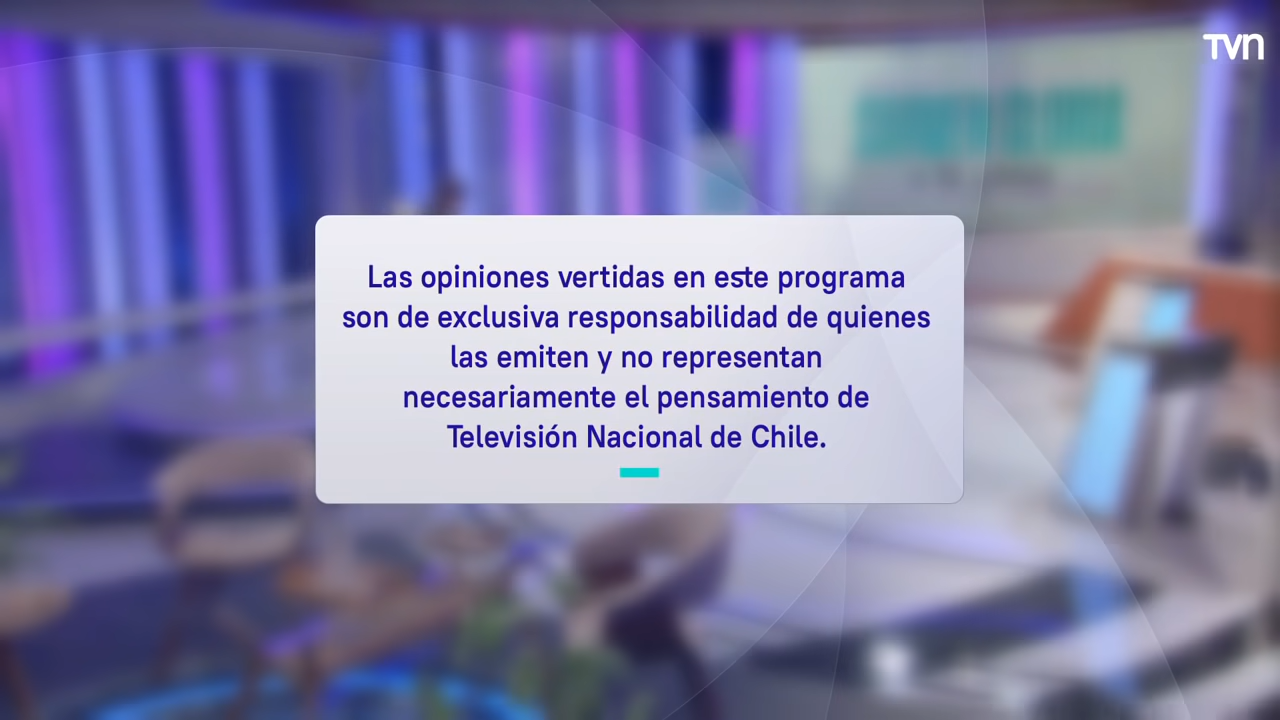 TVN
Las opiniones vertidas en este programa
son de exclusiva responsabilidad de quienes
las emiten y no representan
necesariamente el pensamiento de
Televisión Nacional de Chile.